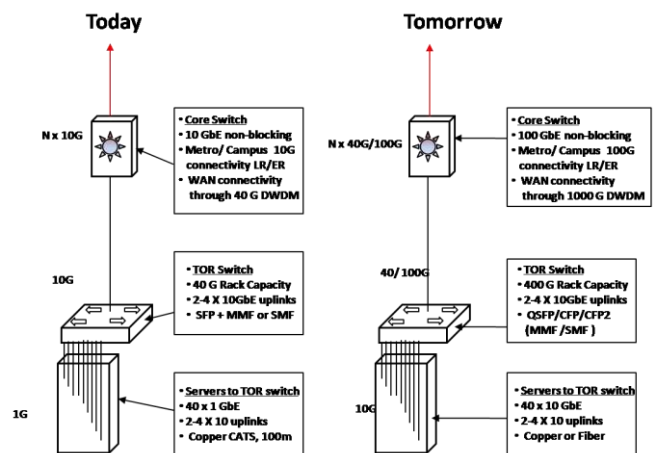 Today
N x 10G
Core Switch
• 10 GbE non-blocking
• Metro/ Campus 10G
connectivity LR/ER
• WAN connectivity
through 40 G DWDM
10G
TOR Switch
• 40 G Rack Capacity
• 2-4 X 10GbE uplinks
• SFP + MMF or SMF
1G
Servers to TOR switch
• 40 x 1 GbE
• 2-4 X 10 uplinks
• Copper CAT5, 100m
Tomorrow
N x 40G/100G
Core Switch
• 100 GbE non-blocking
• Metro/ Campus 100G
connectivity LR/ER
• WAN connectivity
through 1000 G DWDM
40/100G
TOR Switch
• 400 G Rack Capacity
• 2-4 X 10GbE uplinks
• QSFP/CFP/CFP2
(MMF /SMF )
10G
Servers to TOR switch
• 40 x 10 GbE
• 2-4 X 10 uplinks
• Copper or Fiber